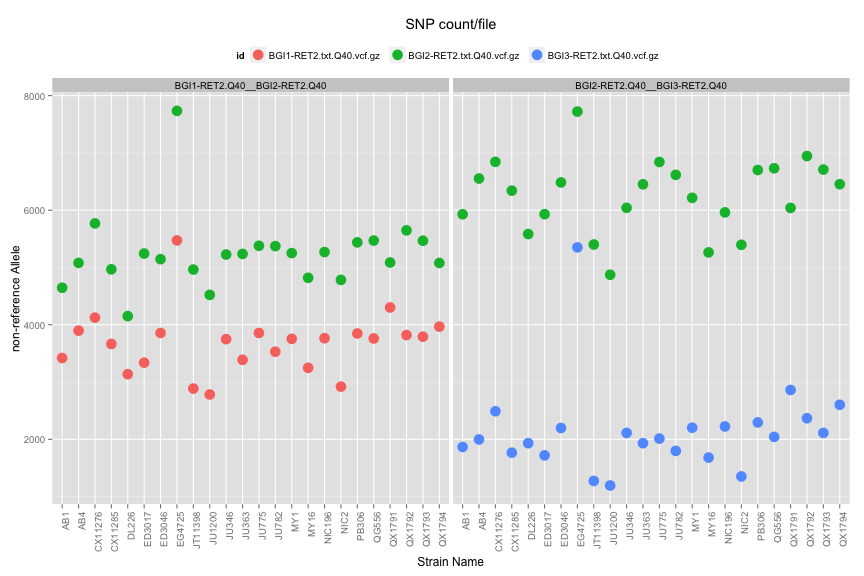 SNP count/file
id BGI1-RET2.txt.Q40.vcf.gz BGI2-RET2.txt.Q40.vcf.gz BGI3-RET2.txt.Q40.vcf.gz
BGI1-RET2.Q40__BGI2-RET2.Q40 BGI2-RET2.Q40__BGI3-RET2.Q40
non-reference Allele
8000
6000
4000
2000
AB1 AB4 CX11276 CX11285 DL226 ED3017 ED3046 EG4725 JT11398 JU1200 JU346 JU363 JU775 JU782 MY1 MY16 NIC196 NIC2 PB306 QG556 QX1791 QX1792 QX1793 QX1794 AB1 AB4 CX11276 CX11285 DL226 ED3017 ED3046 EG4725 JT11398 JU1200 JU346 JU363 JU775 JU782 MY1 MY16 NIC196 NIC2 PB306 QG556 QX1791 QX1792 QX1793 QX1794
Strain Name